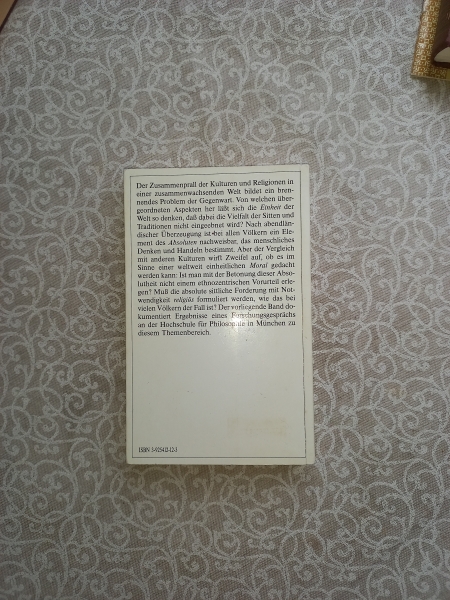 Der Zusammenprall der Kulturen und Religionen in
einer zusammenwachsenden Welt bildet ein bren-
nendes Problem der Gegenwart. Von welchen über-
geordneten Aspekten her läßt sich die Einheit der
Welt so denken, daß dabei die Vielfalt der Sitten und
Traditionen nicht eingeebnet wird? Nach abendlän-
discher Überzeugung ist bei allen Völkern ein Ele-
ment des Absoluten nachweisbar, das menschliches
Denken und Handeln bestimmt. Aber der Vergleich
mit anderen Kulturen wirft Zweifel auf, ob es im
Sinne einer weltweit einheitlichen Moral gedacht
werden kann: Ist man mit der Betonung dieser Abso-
lutheit nicht einem ethnozentrischen Vorurteil erle-
gen? Muß die absolute sittliche Forderung mit Not-
wendigkeit religiös formuliert werden, wie das bei
vielen Völkern der Fall ist? Der vorliegende Band do-
kumentiert Ergebnisse eines Forschungsgesprächs
an der Hochschule für Philosophie in München zu
diesem Themenbereich.
ISBN 3-925412-12-1